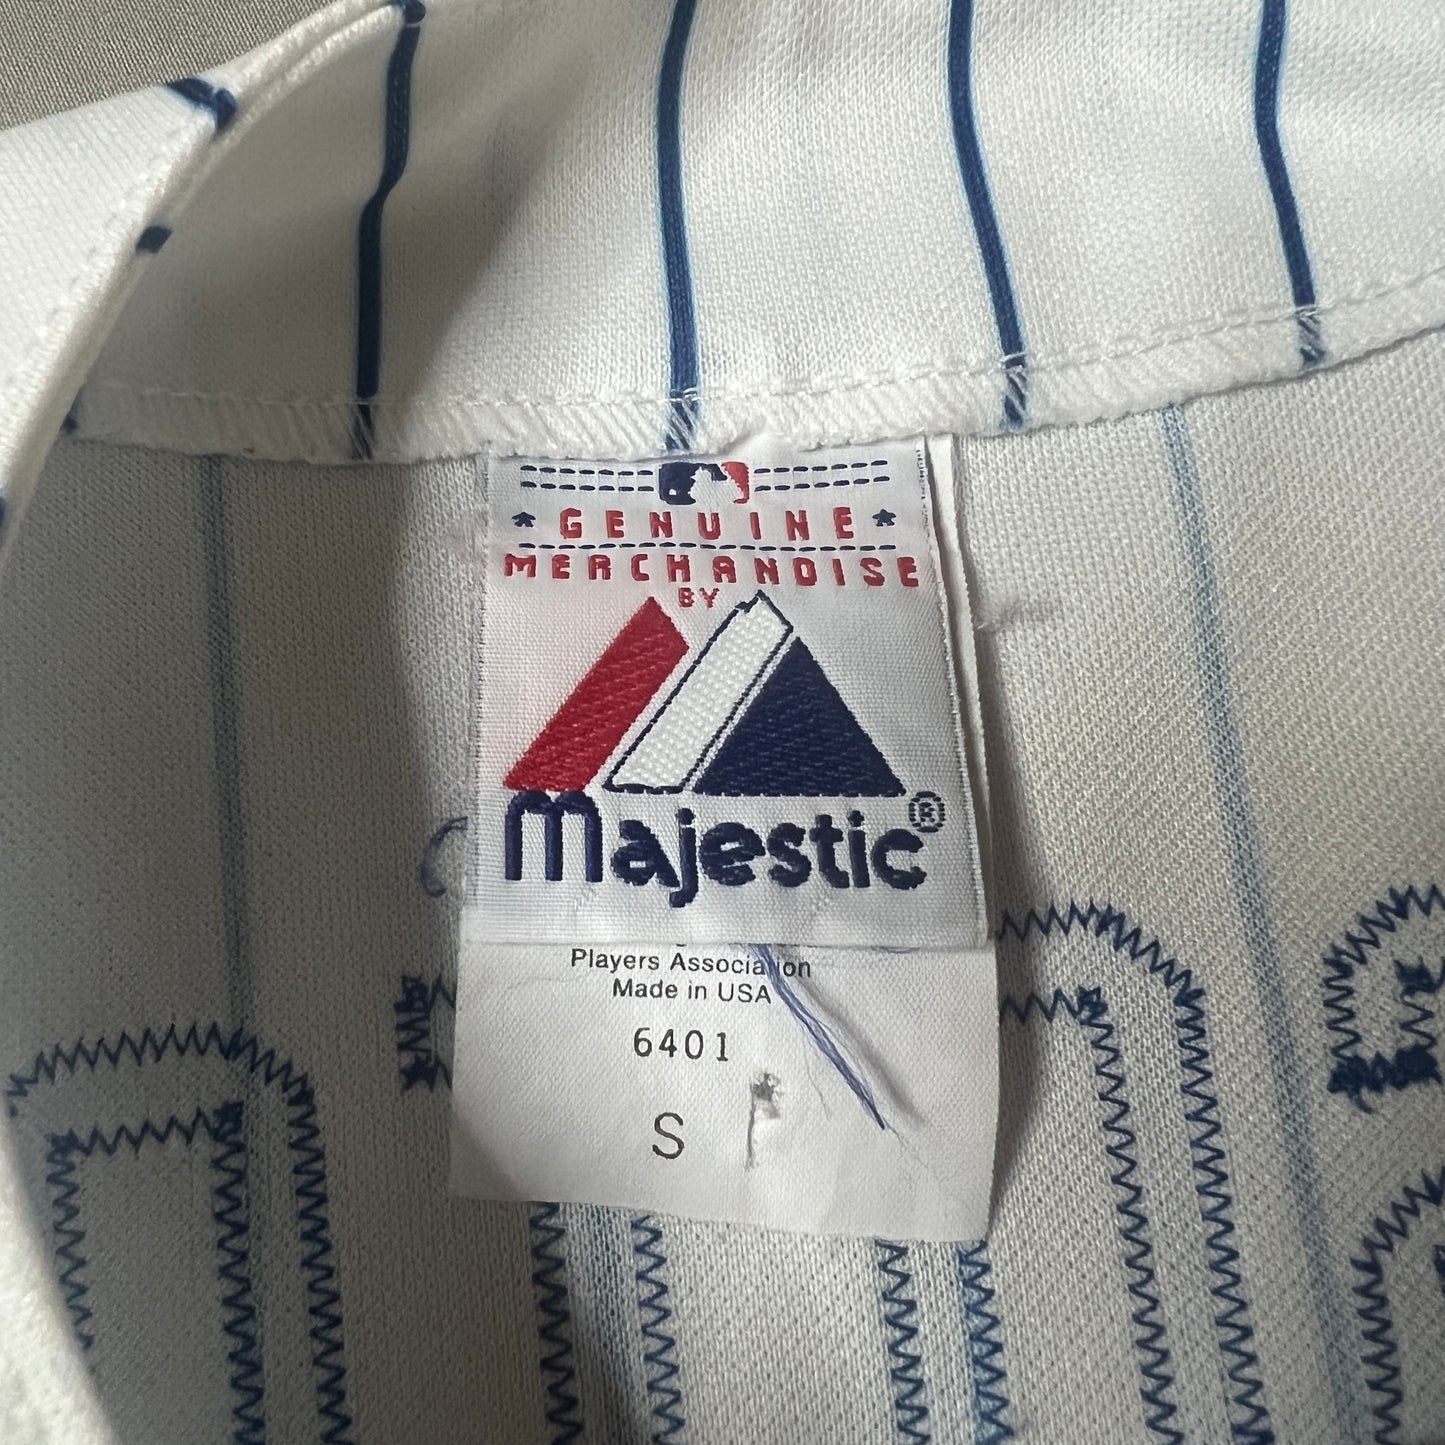 GENUINE
MERCHANDISE
BY
Majestic®
Players Association
Made in USA
6401
S